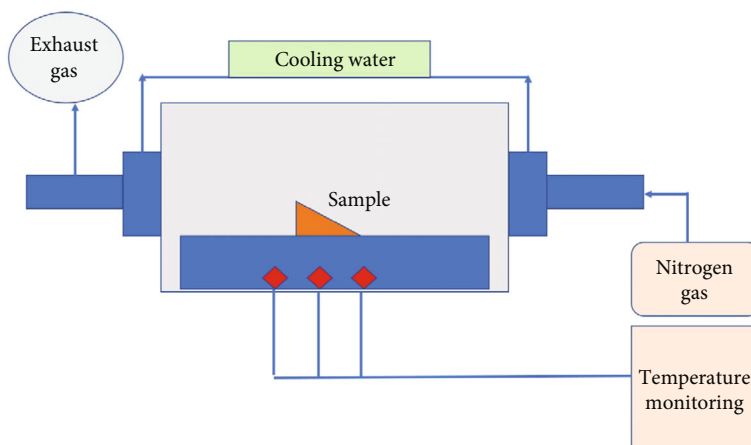 Exhaust
gas
Cooling water
Sample
Nitrogen
gas
Temperature
monitoring